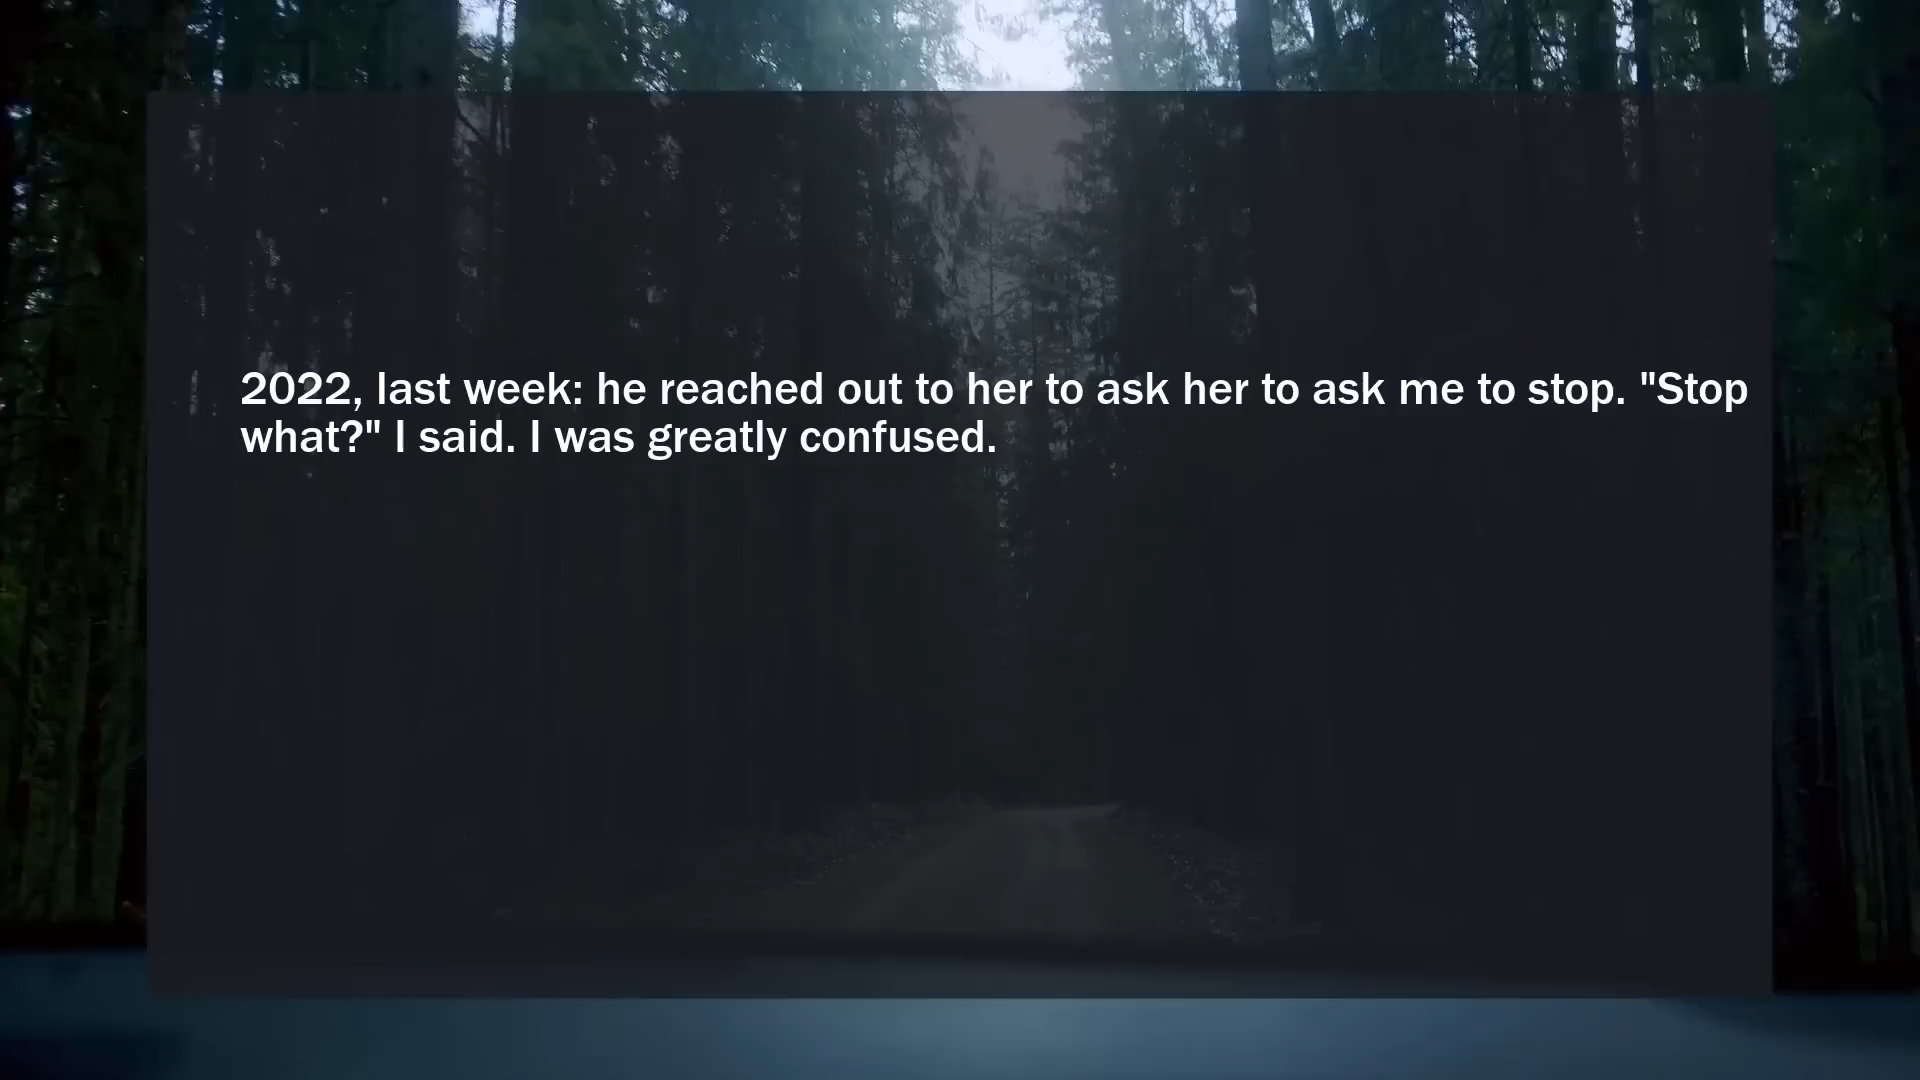 2022, last week: he reached out to her to ask her to ask me to stop. "Stop
what?" I said. I was greatly confused.